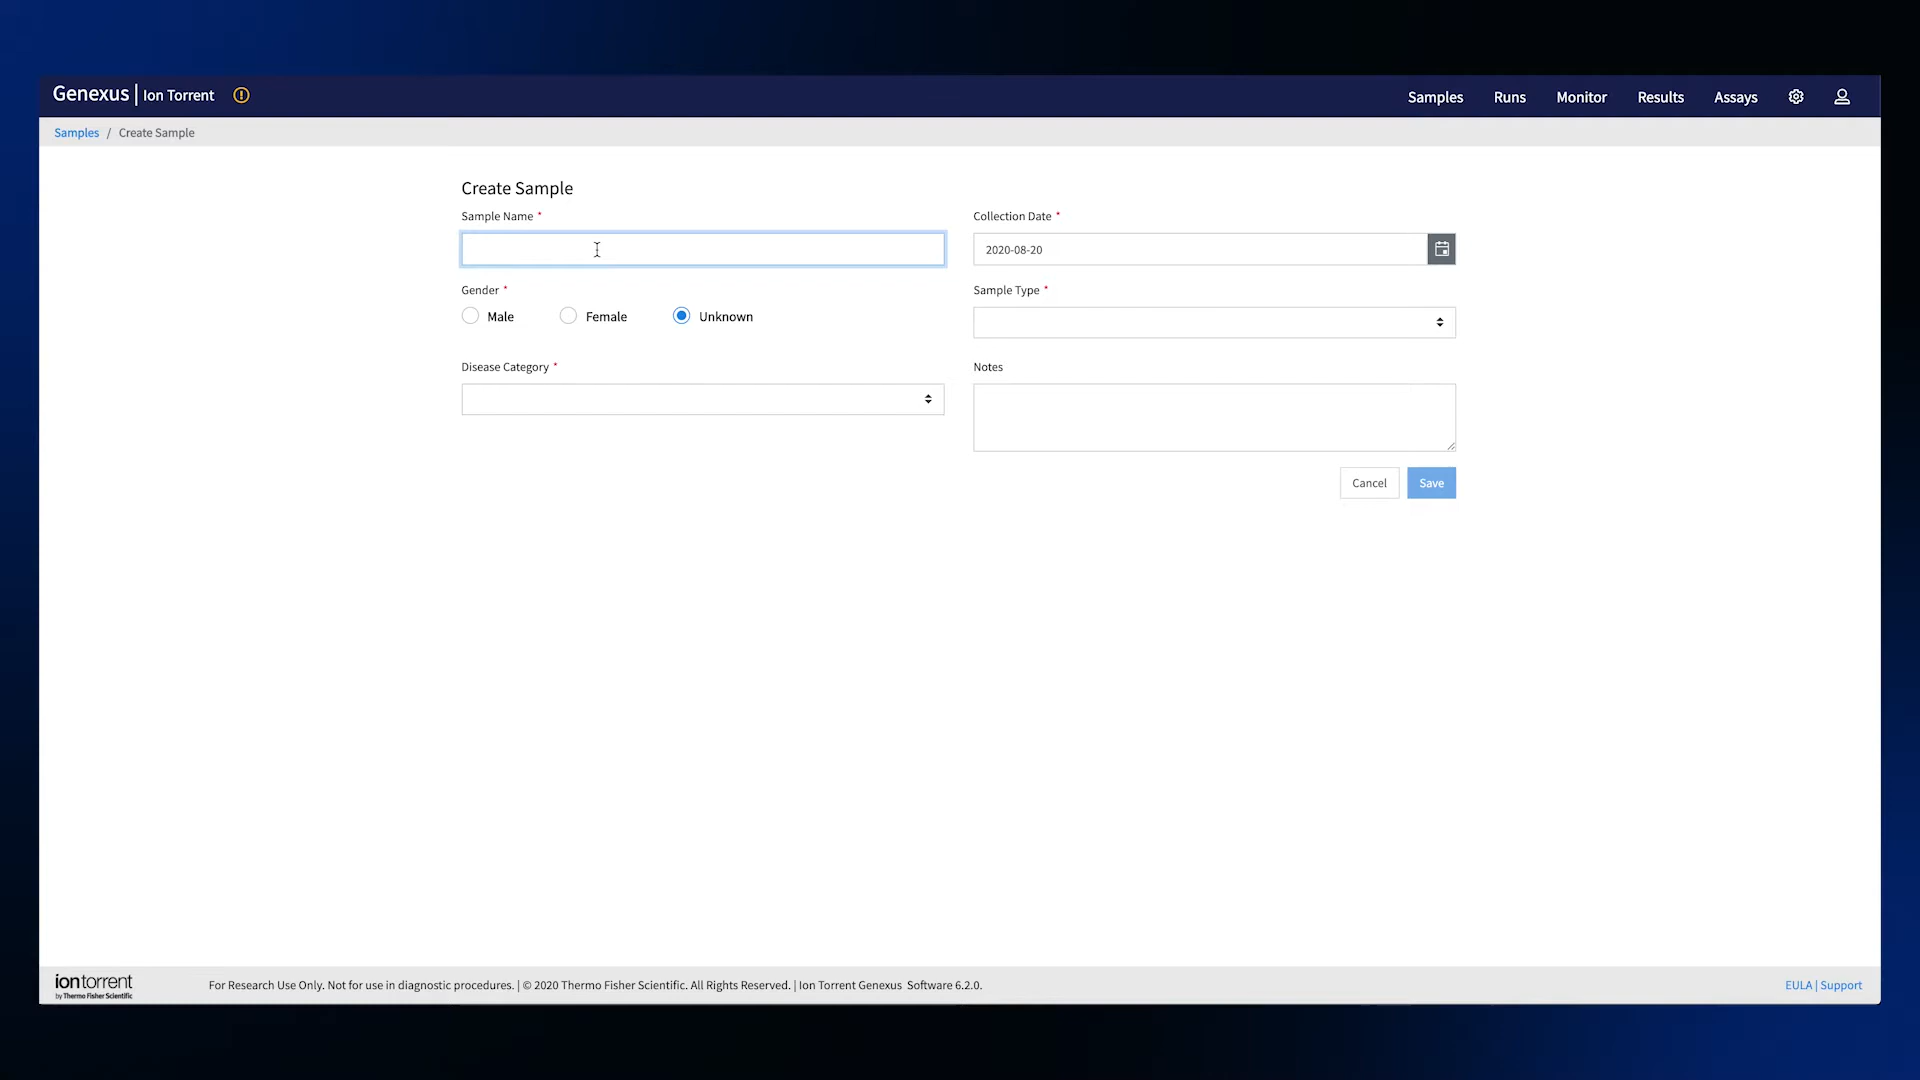 Genexus | Ion Torrent
Samples Runs Monitor Results Assays
Samples / Create Sample
Create Sample
Sample Name *
Collection Date *
2020-08-20
Gender *
Male Female Unknown
Sample Type *
Disease Category *
Notes
Cancel Save
iontorrent
by Thermo Fisher Scientific
For Research Use Only. Not for use in diagnostic procedures. | © 2020 Thermo Fisher Scientific. All Rights Reserved. | Ion Torrent Genexus Software 6.2.0.
EULA | Support